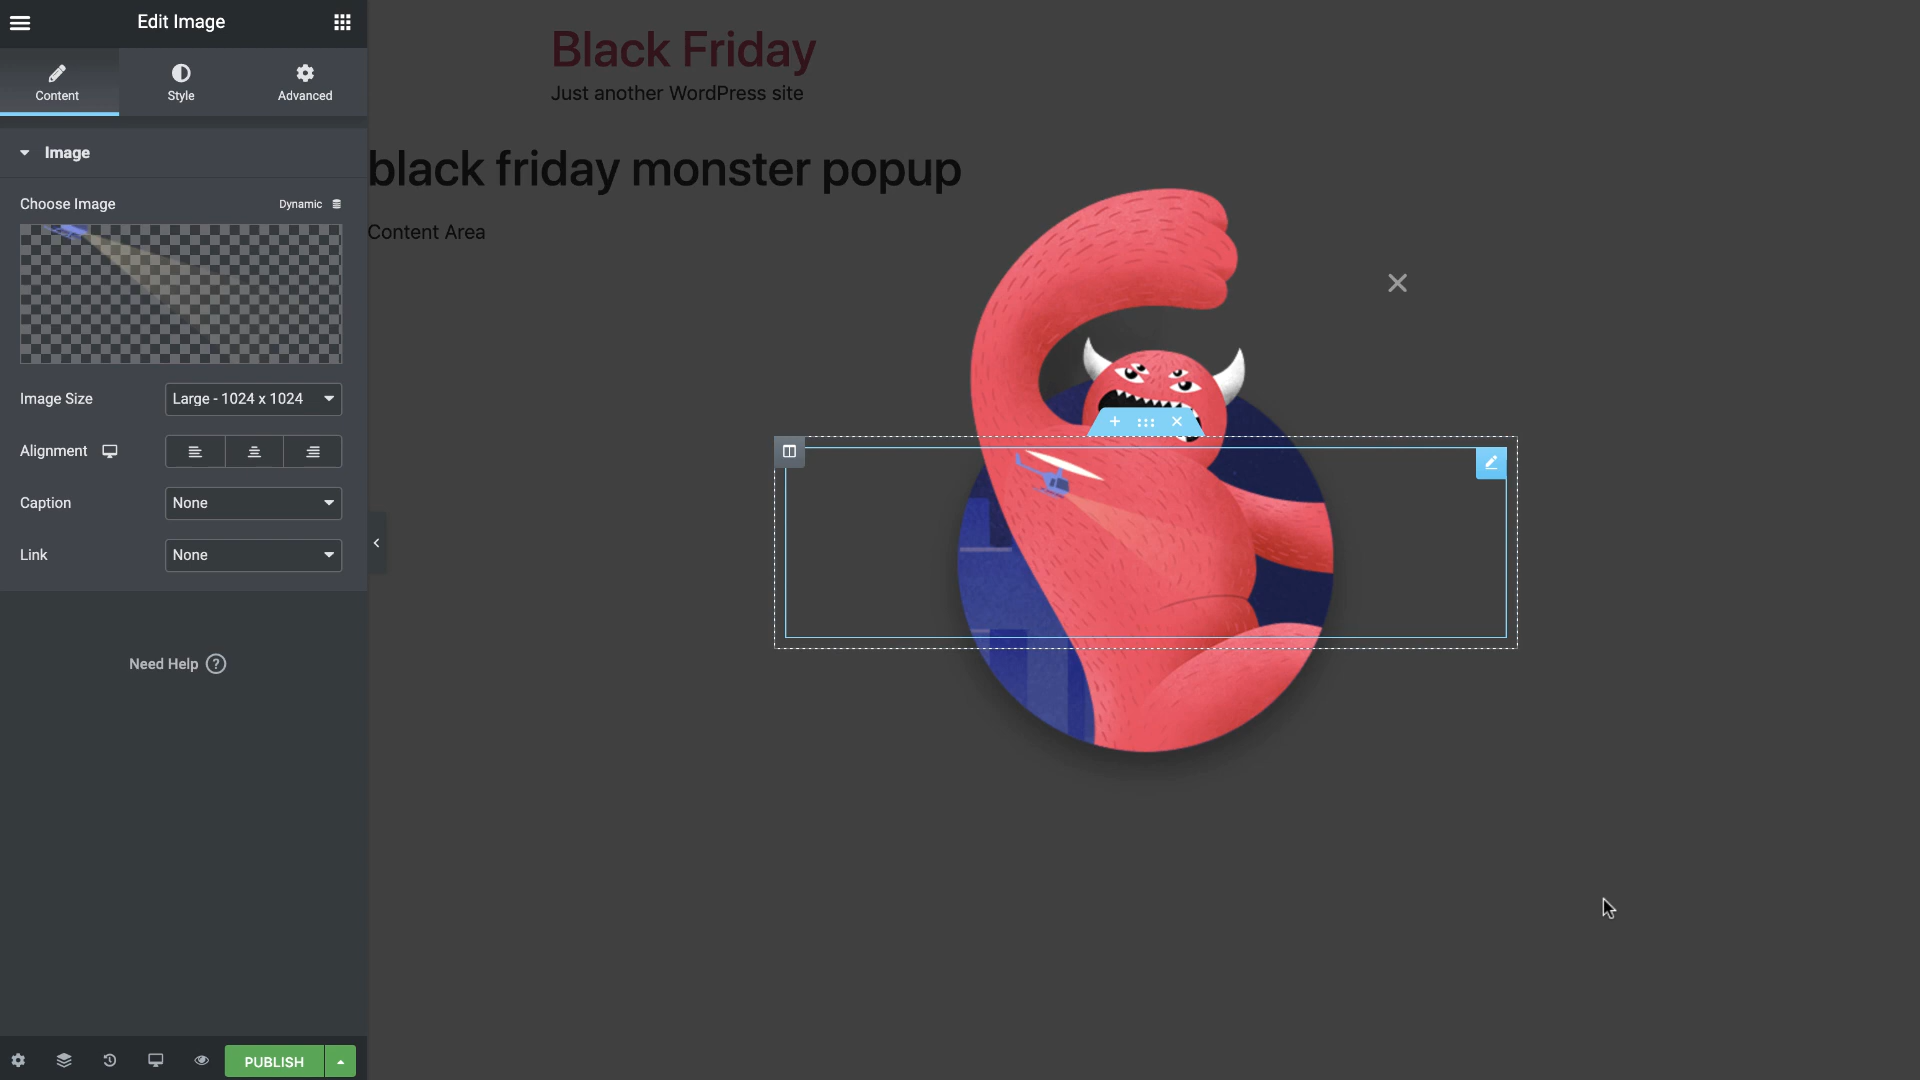 Edit Image
Content
Style
Advanced
Image
Choose Image
Dynamic
Image Size
Large - 1024 x 1024
Alignment
Caption
None
Link
None
Need Help ?
PUBLISH
Black Friday
Just another WordPress site
black friday monster popup
Content Area